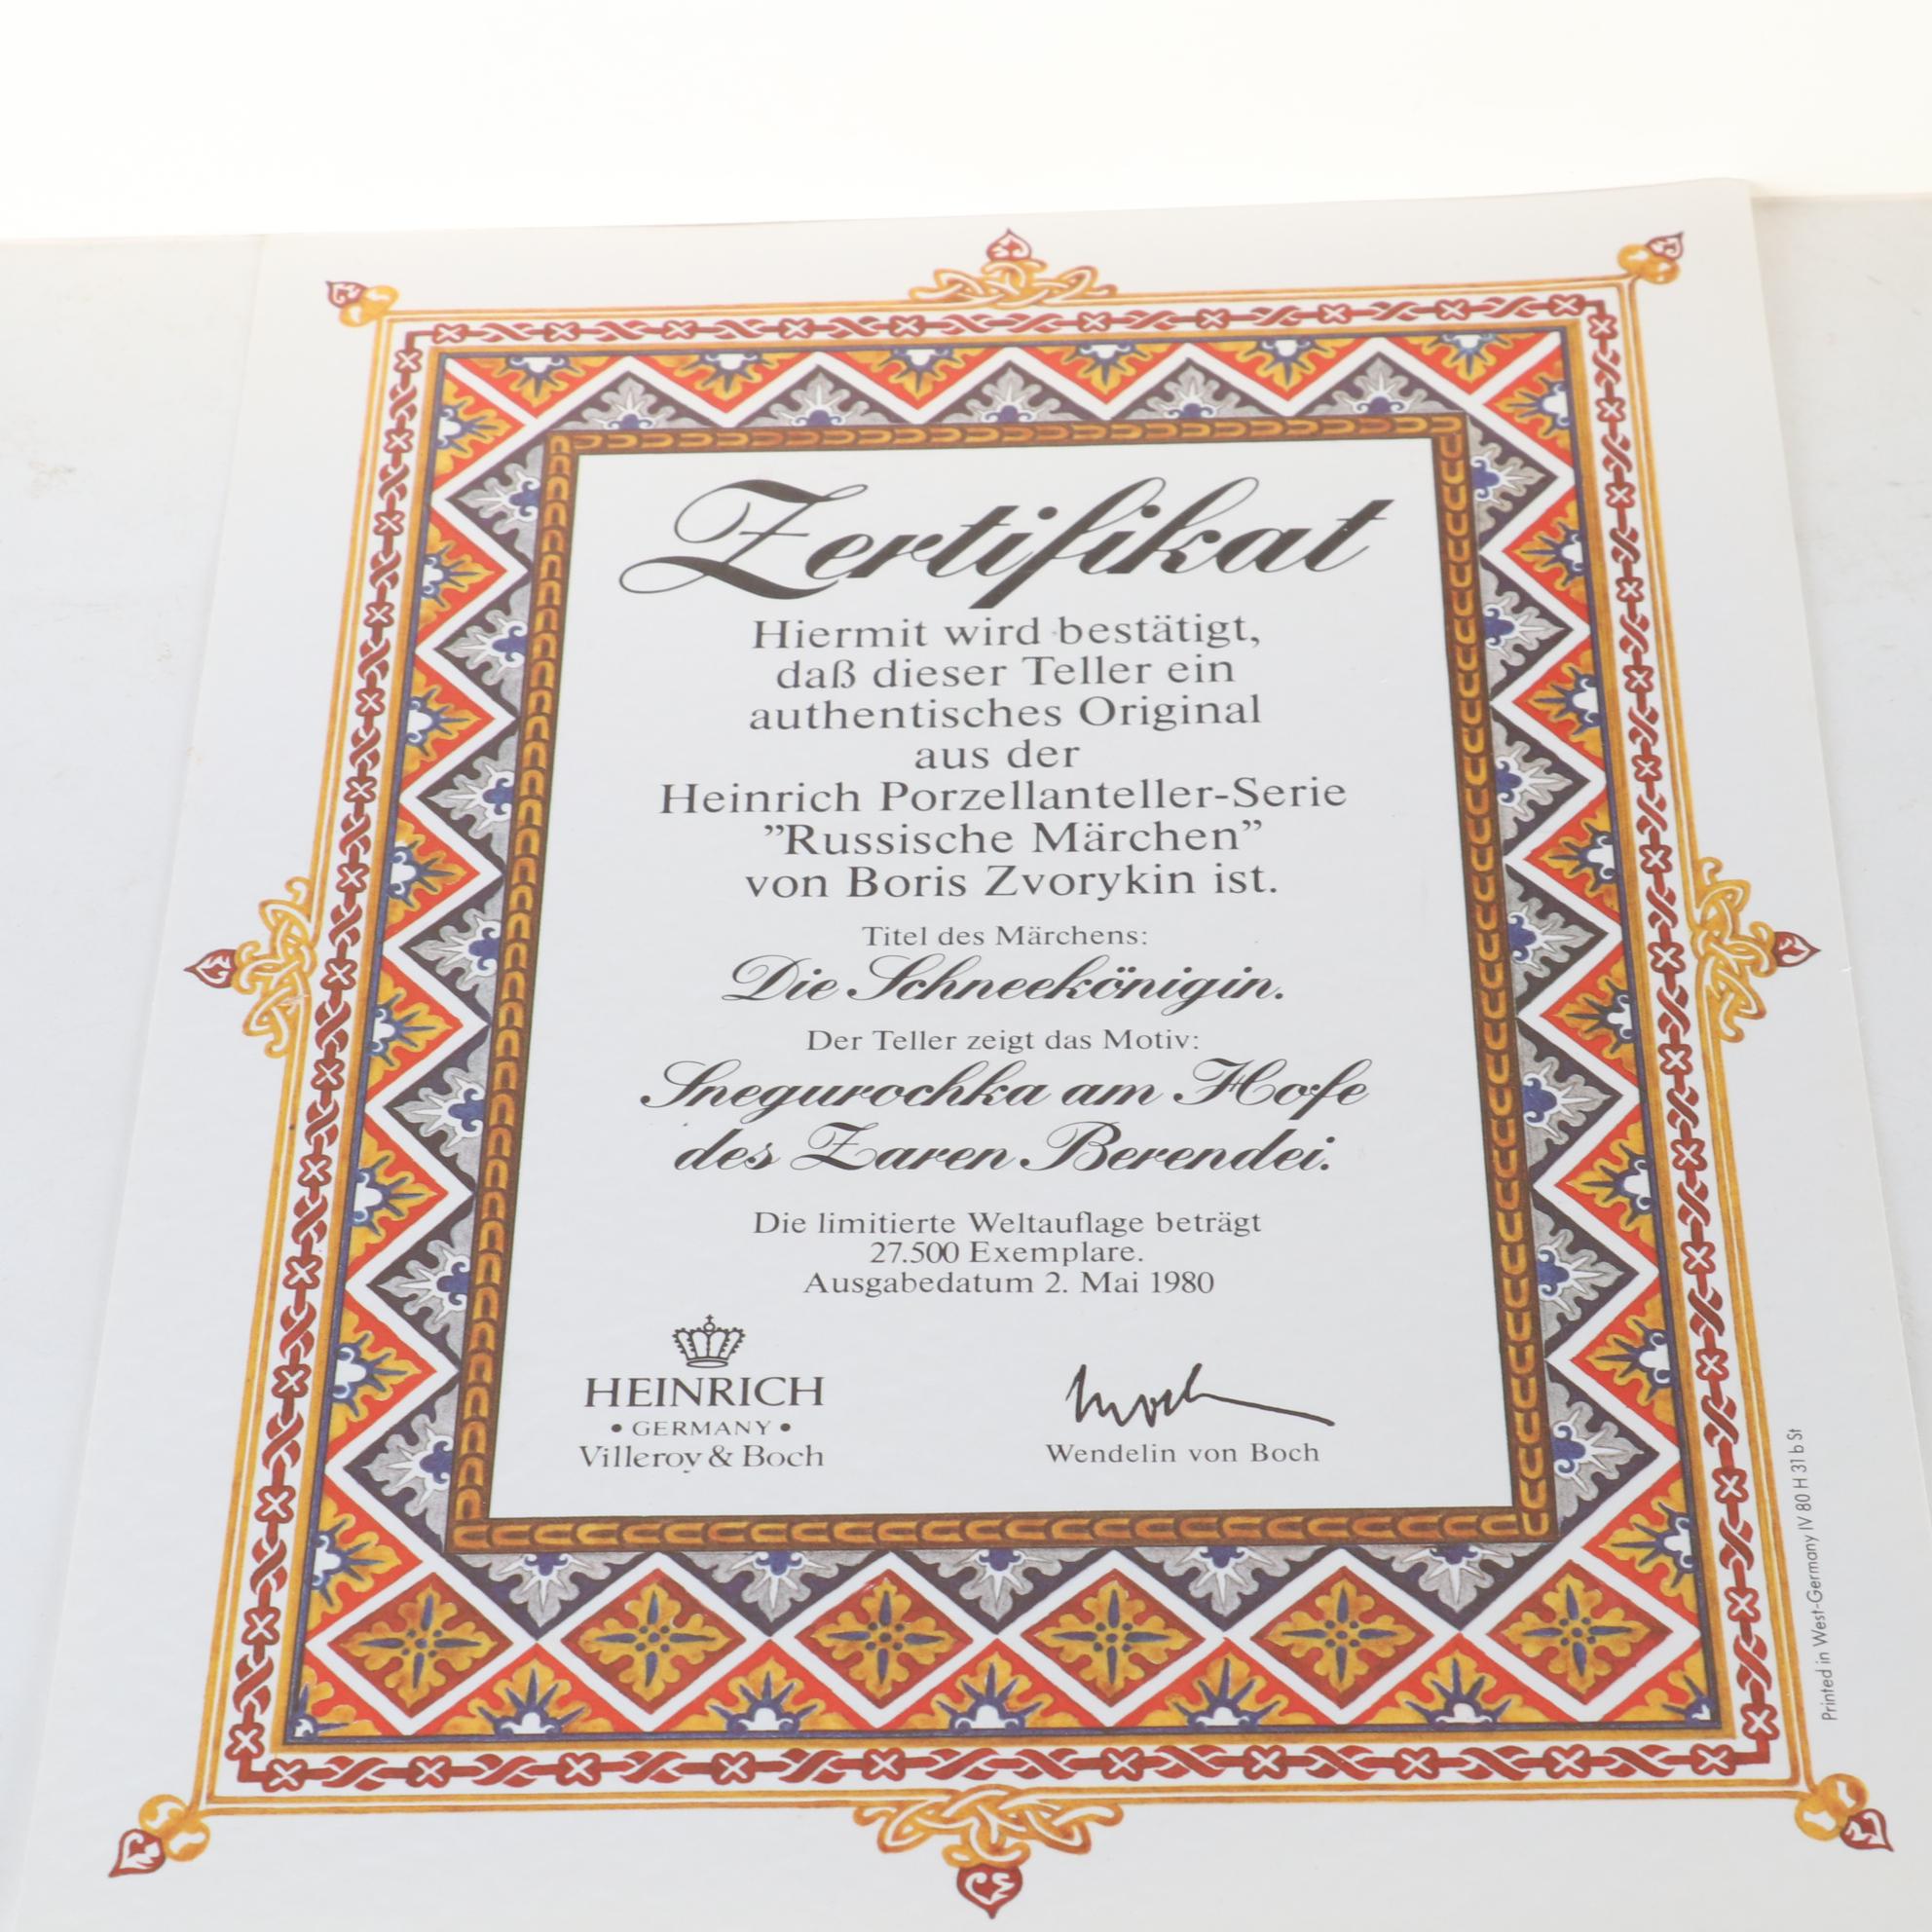 Zertifikat
Hiermit wird bestätigt,
daß dieser Teller ein
authentisches Original
aus der
Heinrich Porzellanteller-Serie
”Russische Märchen”
von Boris Zvorykin ist.
Titel des Märchens:
Die Schneekönigin.
Der Teller zeigt das Motiv:
Snegurochka am Hofe
des Zaren Berendei.
Die limitierte Weltauflage beträgt
27.500 Exemplare.
Ausgabedatum 2. Mai 1980
HEINRICH
• GERMANY •
Villeroy & Boch
Boch
Wendelin von Boch
Printed in West-Germany IV 80 H 31 b St